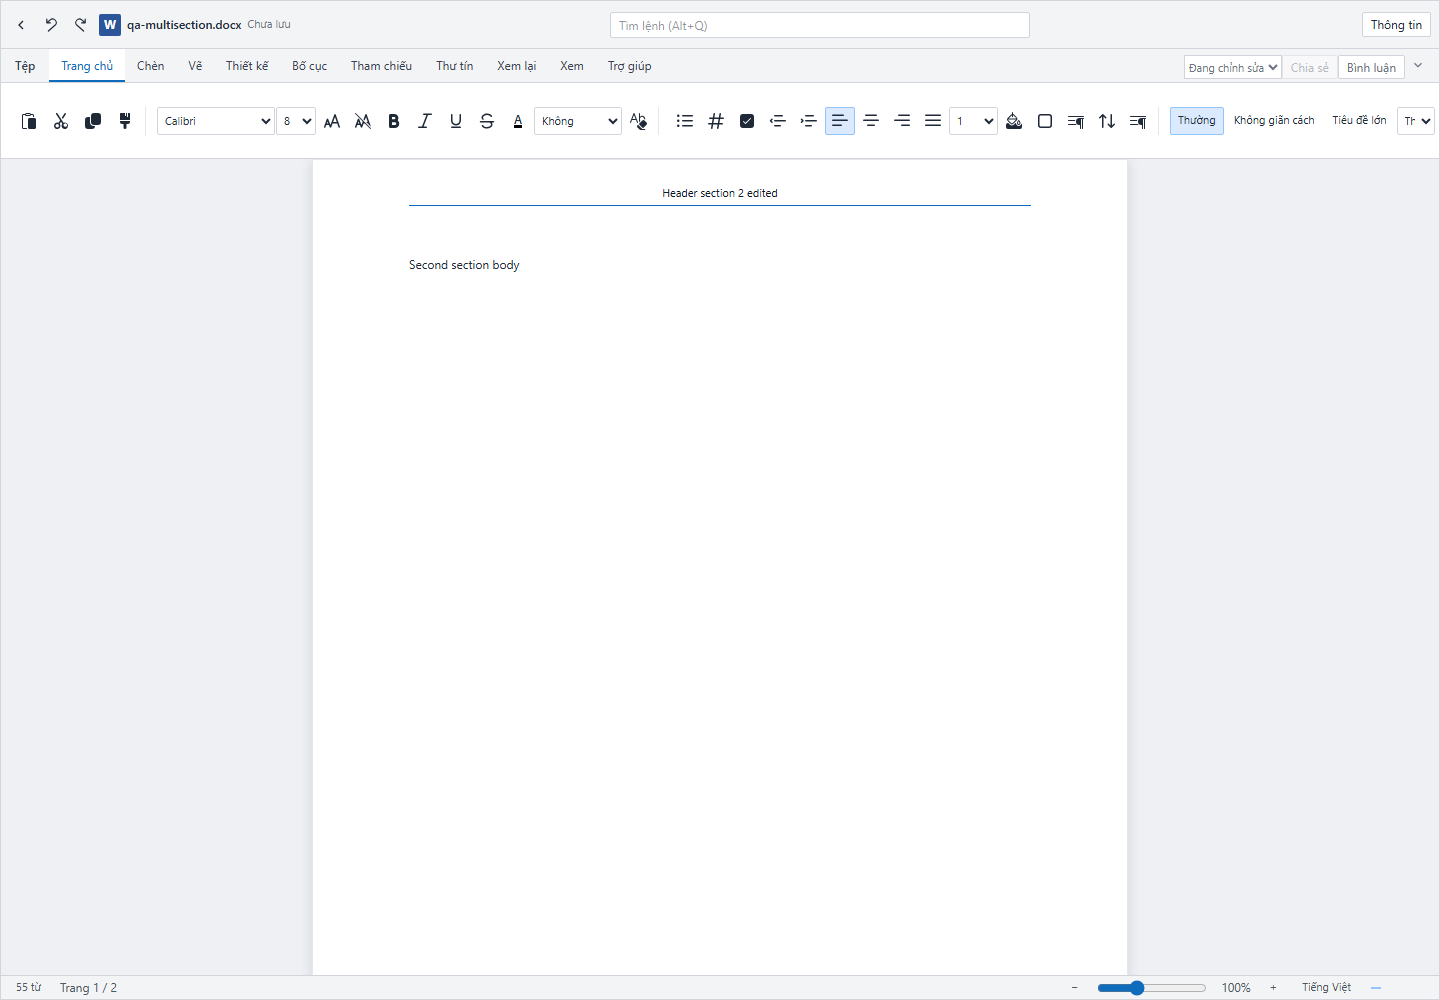 W qa-multisection.docx Chưa lưu Tìm lệnh (Alt+Q) Thông tin
Tệp Trang chủ Chèn Vẽ Thiết kế Bố cục Tham chiếu Thư tín Xem lại Xem Trợ giúp Đang chỉnh sửa Chia sẻ Bình luận
Calibri 8 Không 1 Thường Không giãn cách Tiêu đề lớn
Header section 2 edited
Second section body
55 từ Trang 1 / 2 − 100% + Tiếng Việt